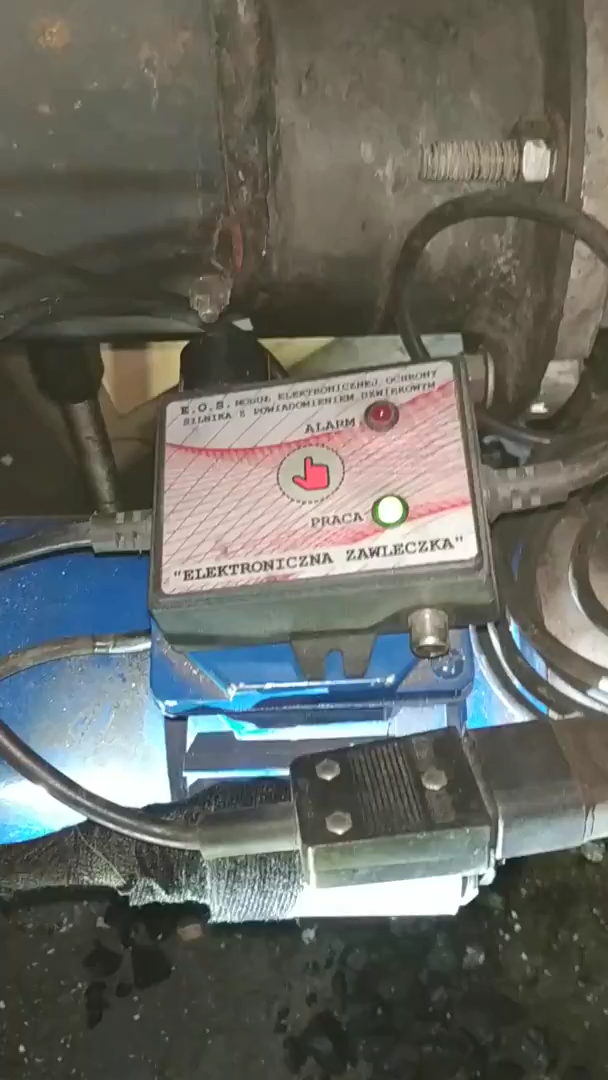 E.O.S. MODUŁ ELEKTRONICZNEJ OCHRONY
SILNIKA Z POWIADOMIENIEM DŹWIĘKOWYM
ALARM
PRACA
"ELEKTRONICZNA ZAWLECZKA"